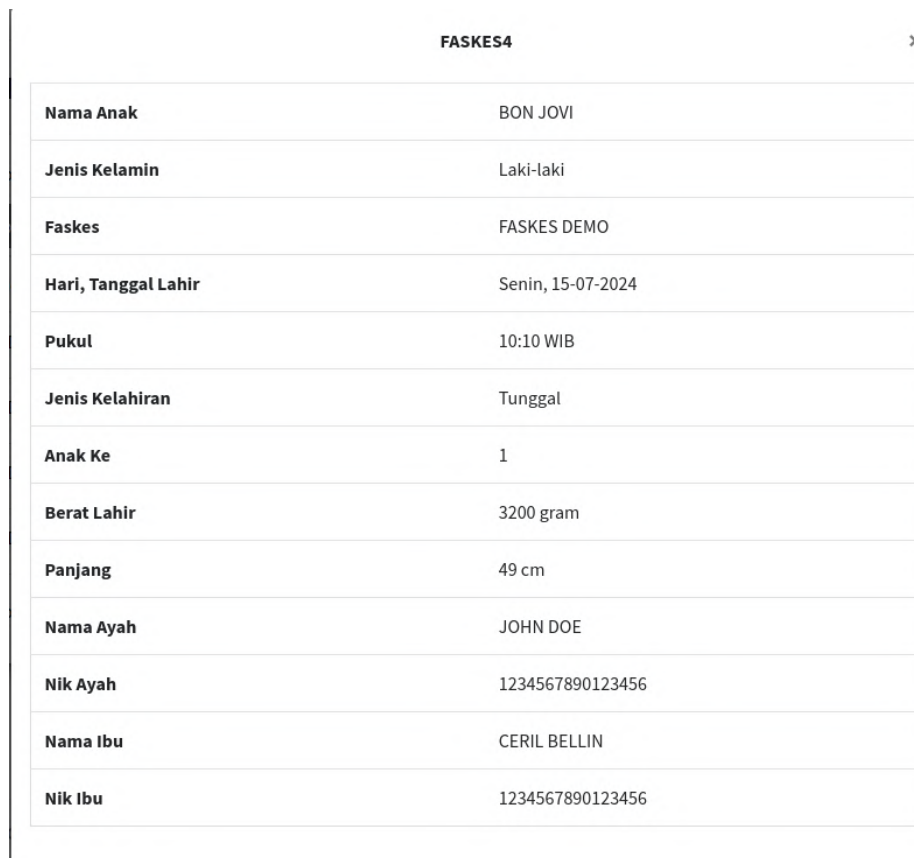 FASKES4
Nama Anak BON JOVI
Jenis Kelamin Laki-laki
Faskes FASKES DEMO
Hari, Tanggal Lahir Senin, 15-07-2024
Pukul 10:10 WIB
Jenis Kelahiran Tunggal
Anak Ke 1
Berat Lahir 3200 gram
Panjang 49 cm
Nama Ayah JOHN DOE
Nik Ayah 1234567890123456
Nama Ibu CERIL BELLIN
Nik Ibu 1234567890123456